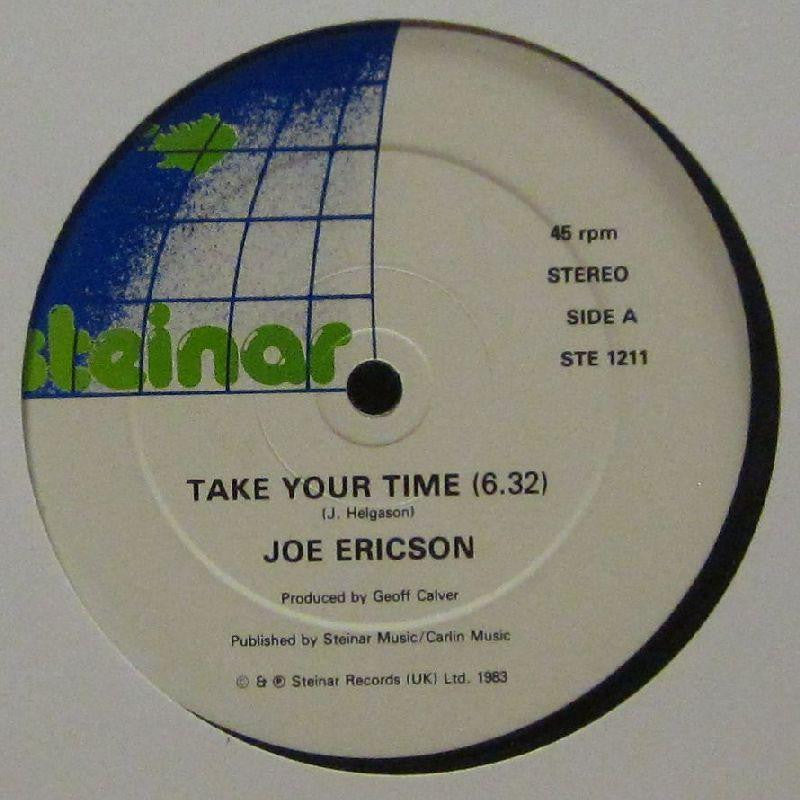 steinar
45 rpm
STEREO
SIDE A
STE 1211
TAKE YOUR TIME (6.32)
(J. Helgason)
JOE ERICSON
Produced by Geoff Calver
Published by Steinar Music/Carlin Music
© & ℗ Steinar Records (UK) Ltd. 1983